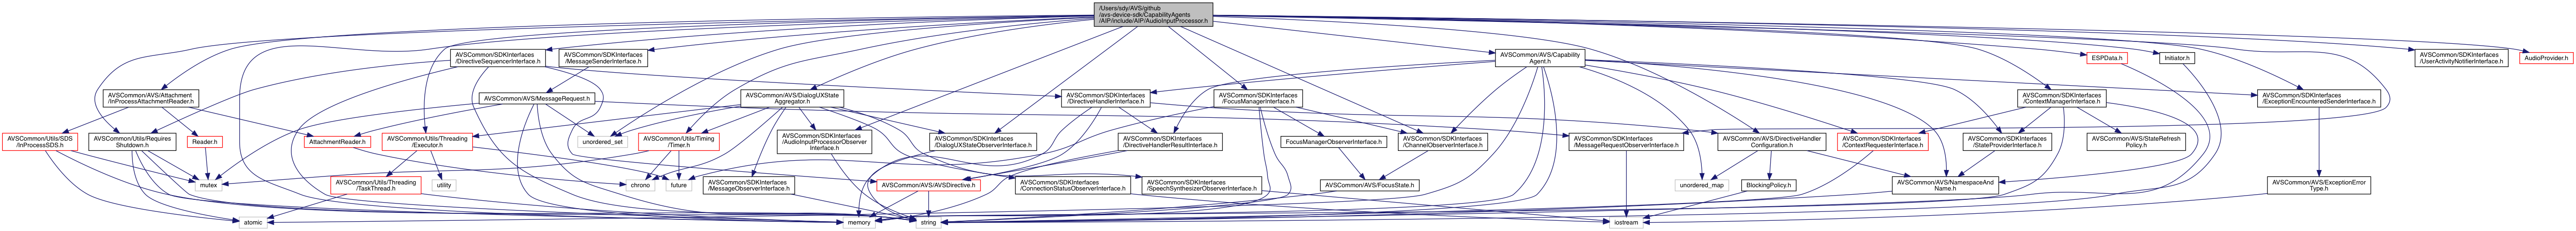 /Users/sdy/AVS/github
/avs-device-sdk/CapabilityAgents
/AIP/include/AIP/AudioInputProcessor.h
AVSCommon/SDKInterfaces
/DirectiveSequencerInterface.h
AVSCommon/SDKInterfaces
/MessageSenderInterface.h
AVSCommon/AVS/Capability
Agent.h
ESPData.h
Initiator.h
AVSCommon/SDKInterfaces
/UserActivityNotifierInterface.h
AudioProvider.h
AVSCommon/AVS/Attachment
/InProcessAttachmentReader.h
AVSCommon/AVS/MessageRequest.h
AVSCommon/AVS/DialogUXState
Aggregator.h
AVSCommon/SDKInterfaces
/DirectiveHandlerInterface.h
AVSCommon/SDKInterfaces
/FocusManagerInterface.h
AVSCommon/SDKInterfaces
/ContextManagerInterface.h
AVSCommon/SDKInterfaces
/ExceptionEncounteredSenderInterface.h
AVSCommon/Utils/SDS
/InProcessSDS.h
AVSCommon/Utils/Requires
Shutdown.h
Reader.h
AttachmentReader.h
AVSCommon/Utils/Threading
/Executor.h
unordered_set
AVSCommon/Utils/Timing
/Timer.h
AVSCommon/SDKInterfaces
/AudioInputProcessorObserver
Interface.h
AVSCommon/SDKInterfaces
/DialogUXStateObserverInterface.h
AVSCommon/SDKInterfaces
/DirectiveHandlerResultInterface.h
FocusManagerObserverInterface.h
AVSCommon/SDKInterfaces
/ChannelObserverInterface.h
AVSCommon/SDKInterfaces
/MessageRequestObserverInterface.h
AVSCommon/AVS/DirectiveHandler
Configuration.h
AVSCommon/SDKInterfaces
/ContextRequesterInterface.h
AVSCommon/SDKInterfaces
/StateProviderInterface.h
AVSCommon/AVS/StateRefresh
Policy.h
mutex
AVSCommon/Utils/Threading
/TaskThread.h
utility
chrono
future
AVSCommon/SDKInterfaces
/MessageObserverInterface.h
AVSCommon/AVS/AVSDirective.h
AVSCommon/SDKInterfaces
/ConnectionStatusObserverInterface.h
AVSCommon/SDKInterfaces
/SpeechSynthesizerObserverInterface.h
AVSCommon/AVS/FocusState.h
unordered_map
BlockingPolicy.h
AVSCommon/AVS/NamespaceAnd
Name.h
AVSCommon/AVS/ExceptionError
Type.h
atomic
memory
string
iostream